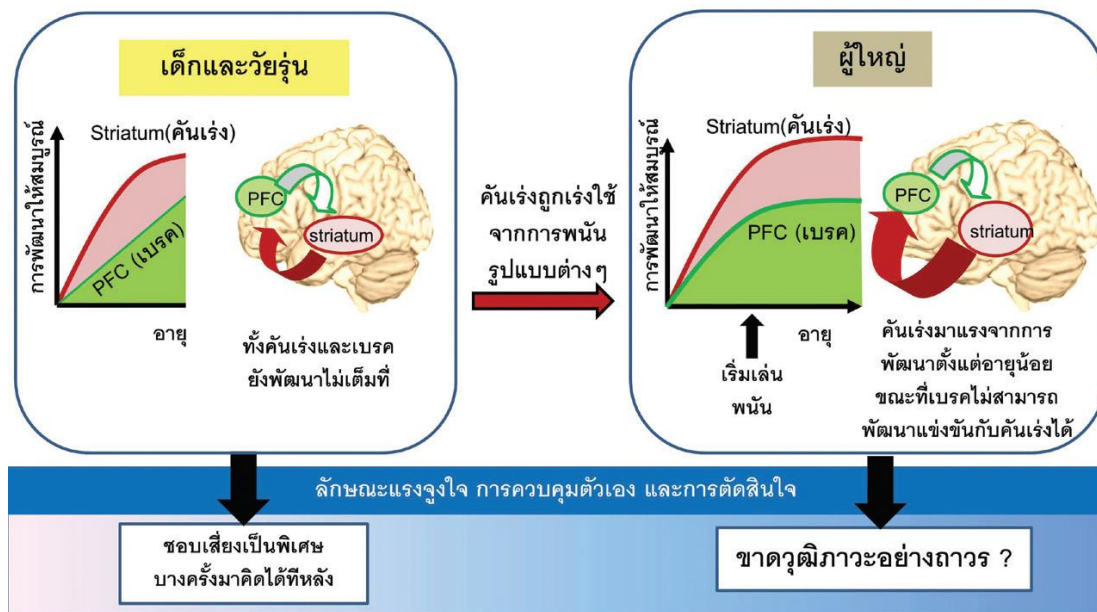 เด็กและวัยรุ่น
Striatum(คันเร่ง)
การพัฒนาให้สมบูรณ์
PFC (เบรค)
อายุ
PFC
striatum
ทั้งคันเร่งและเบรค
ยังพัฒนาไม่เต็มที่
คันเร่งถูกเร่งใช้
จากการพนัน
รูปแบบต่างๆ
ผู้ใหญ่
Striatum(คันเร่ง)
การพัฒนาให้สมบูรณ์
PFC (เบรค)
อายุ
เริ่มเล่น
พนัน
PFC
striatum
คันเร่งมาแรงจากการ
พัฒนาตั้งแต่อายุน้อย
ขณะที่เบรคไม่สามารถ
พัฒนาแข่งขันกับคันเร่งได้
ลักษณะแรงจูงใจ การควบคุมตัวเอง และการตัดสินใจ
ชอบเสี่ยงเป็นพิเศษ
บางครั้งมาคิดได้ทีหลัง
ขาดวุฒิภาวะอย่างถาวร ?